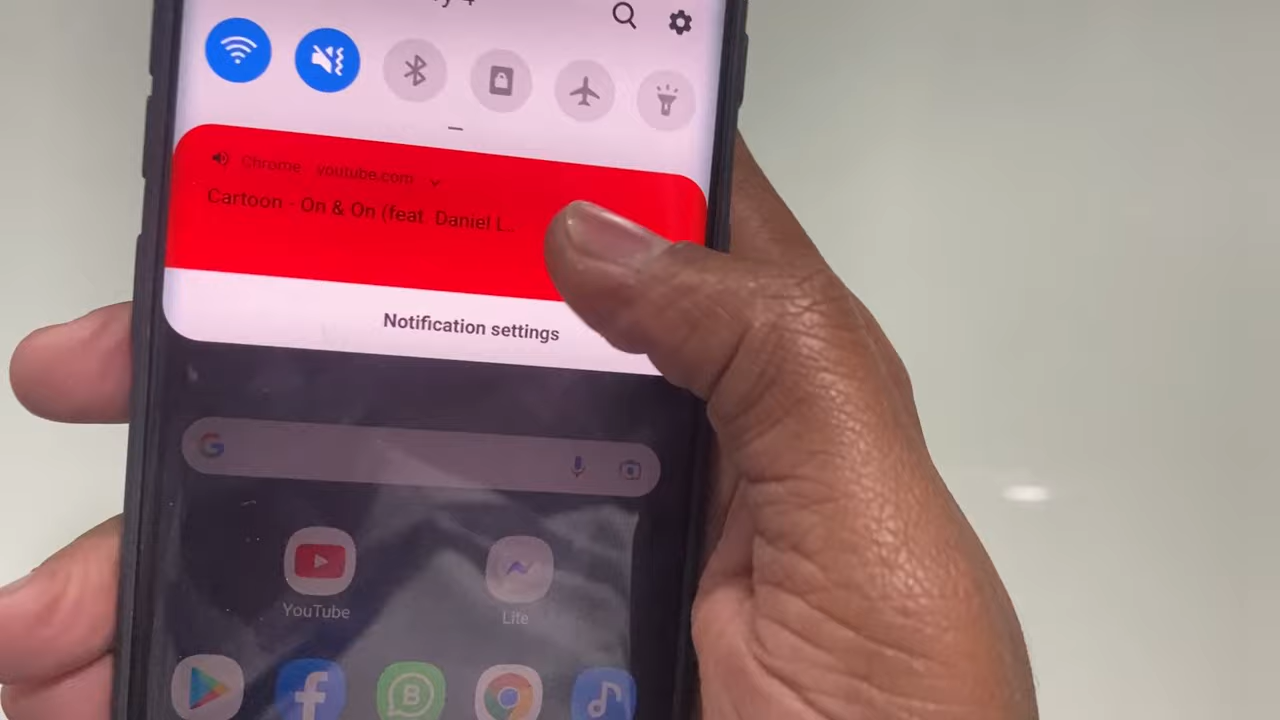 Chrome · youtube.com
Cartoon - On & On (feat. Daniel L...
Notification settings
YouTube
Lite